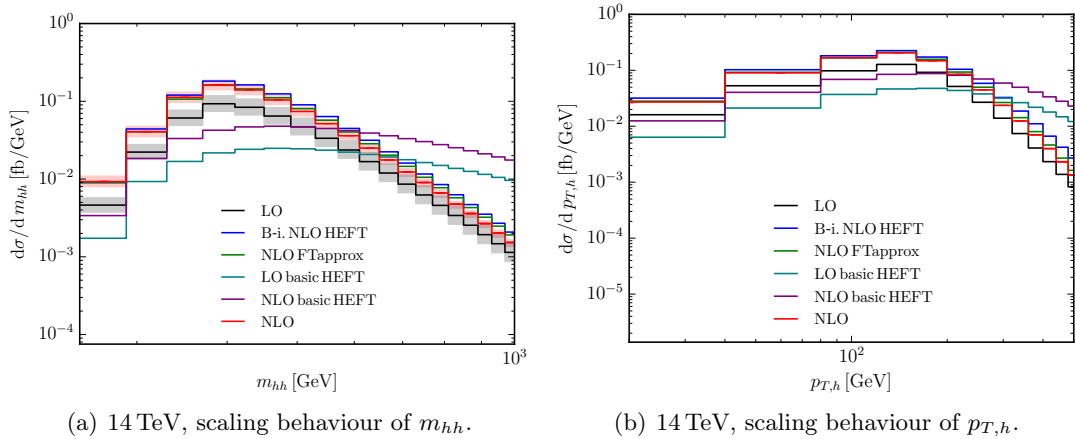 10^0
10^-1
10^-2
10^-3
10^-4
dσ/d m_hh [fb/GeV]
LO
B-i. NLO HEFT
NLO FTapprox
LO basic HEFT
NLO basic HEFT
NLO
10^3
m_hh [GeV]
(a) 14 TeV, scaling behaviour of m_hh.
10^1
10^0
10^-1
10^-2
10^-3
10^-4
10^-5
dσ/d p_T,h [fb/GeV]
LO
B-i. NLO HEFT
NLO FTapprox
LO basic HEFT
NLO basic HEFT
NLO
10^2
p_T,h [GeV]
(b) 14 TeV, scaling behaviour of p_T,h.